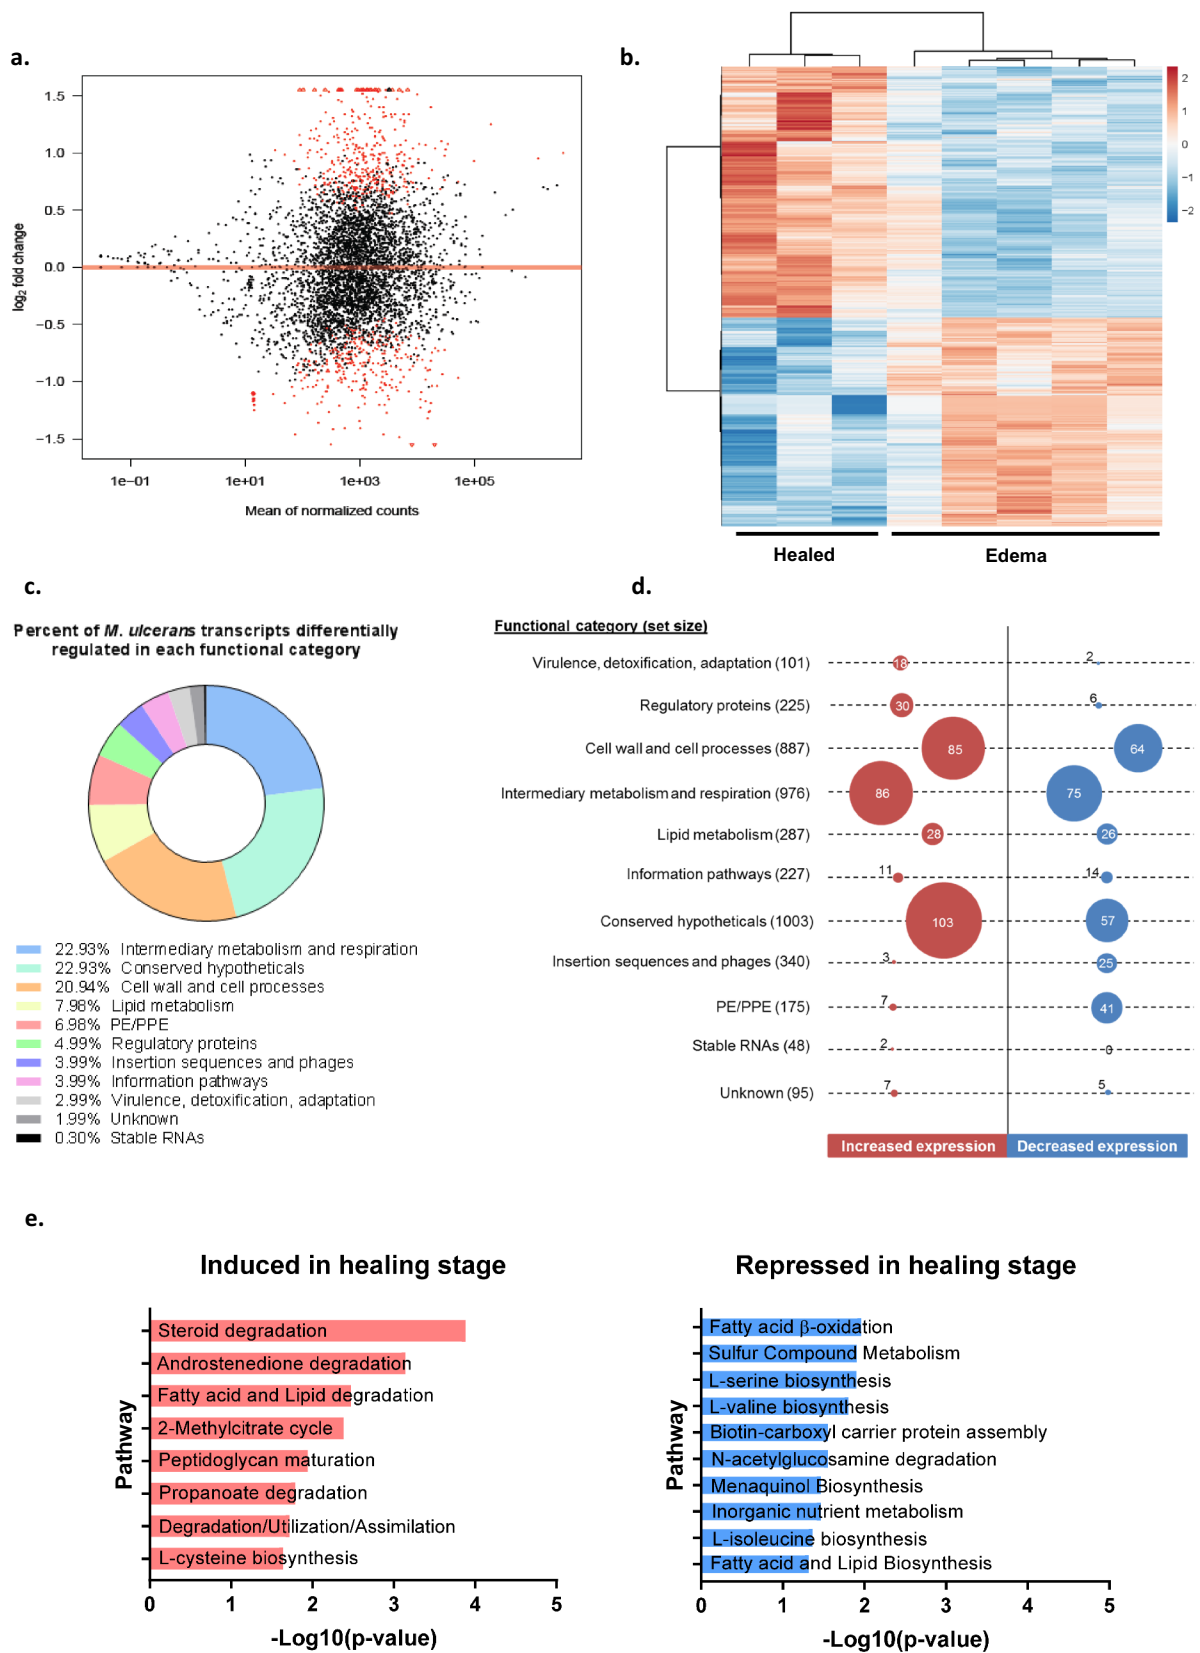 a.
1.5
1.0
0.5
0.0
−0.5
−1.0
−1.5
log2 fold change
1e−01
1e+01
1e+03
1e+05
Mean of normalized counts
b.
2
1
0
−1
−2
Healed
Edema
c.
Percent of M. ulcerans transcripts differentially
regulated in each functional category
22.93% Intermediary metabolism and respiration
22.93% Conserved hypotheticals
20.94% Cell wall and cell processes
7.98% Lipid metabolism
6.98% PE/PPE
4.99% Regulatory proteins
3.99% Insertion sequences and phages
3.99% Information pathways
2.99% Virulence, detoxification, adaptation
1.99% Unknown
0.30% Stable RNAs
d.
Functional category (set size)
Virulence, detoxification, adaptation (101) 18 2
Regulatory proteins (225) 30 6
Cell wall and cell processes (887) 85 64
Intermediary metabolism and respiration (976) 86 75
Lipid metabolism (287) 28 26
Information pathways (227) 11 14
Conserved hypotheticals (1003) 103 57
Insertion sequences and phages (340) 3 25
PE/PPE (175) 7 41
Stable RNAs (48) 2 0
Unknown (95) 7 5
Increased expression Decreased expression
e.
Induced in healing stage
Pathway
Steroid degradation
Androstenedione degradation
Fatty acid and Lipid degradation
2-Methylcitrate cycle
Peptidoglycan maturation
Propanoate degradation
Degradation/Utilization/Assimilation
L-cysteine biosynthesis
0 1 2 3 4 5
-Log10(p-value)
Repressed in healing stage
Pathway
Fatty acid β-oxidation
Sulfur Compound Metabolism
L-serine biosynthesis
L-valine biosynthesis
Biotin-carboxyl carrier protein assembly
N-acetylglucosamine degradation
Menaquinol Biosynthesis
Inorganic nutrient metabolism
L-isoleucine biosynthesis
Fatty acid and Lipid Biosynthesis
0 1 2 3 4 5
-Log10(p-value)